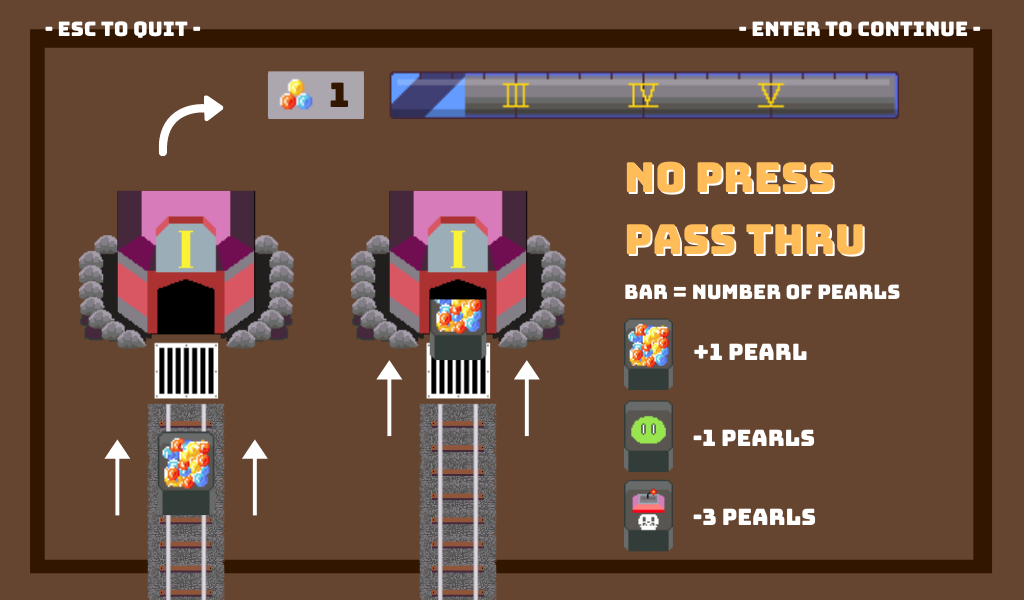 - ESC TO QUIT -
- ENTER TO CONTINUE -
1
III
IV
V
NO PRESS
PASS THRU
BAR = NUMBER OF PEARLS
I
I
+1 PEARL
-1 PEARLS
-3 PEARLS